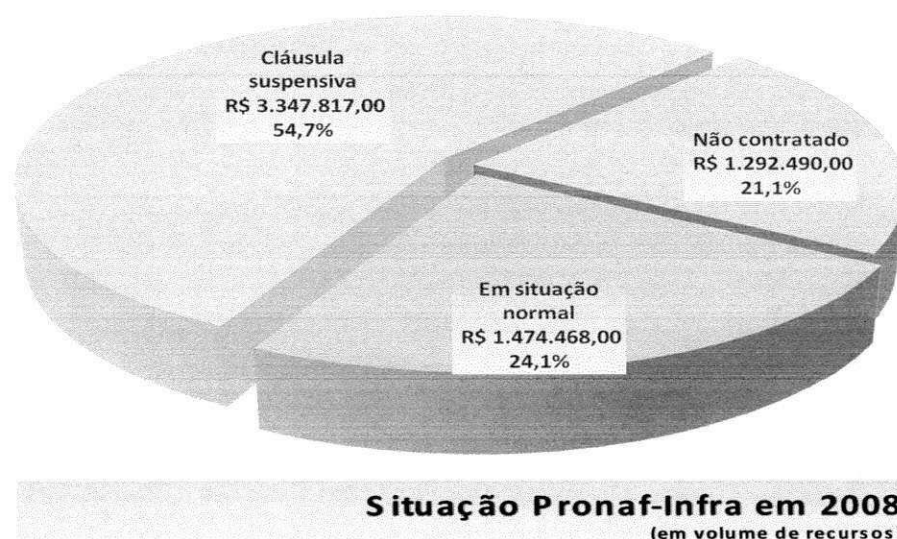 Cláusula
suspensiva
R$ 3.347.817,00
54,7%
Não contratado
R$ 1.292.490,00
21,1%
Em situação
normal
R$ 1.474.468,00
24,1%
Situação Pronaf-Infra em 2008
(em volume de recursos)